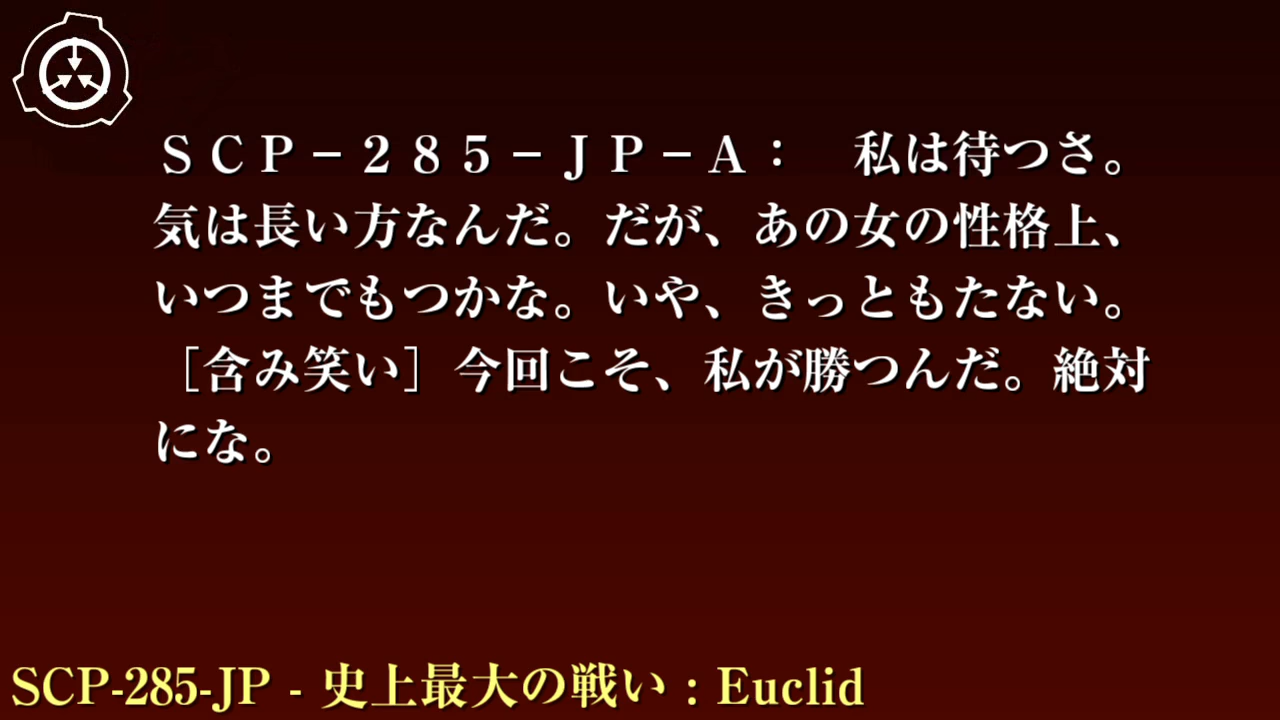 ＳＣＰ－２８５－ＪＰ－Ａ：　私は待つさ。
気は長い方なんだ。だが、あの女の性格上、
いつまでもつかな。いや、きっともたない。
［含み笑い］今回こそ、私が勝つんだ。絶対
にな。
SCP-285-JP - 史上最大の戦い : Euclid